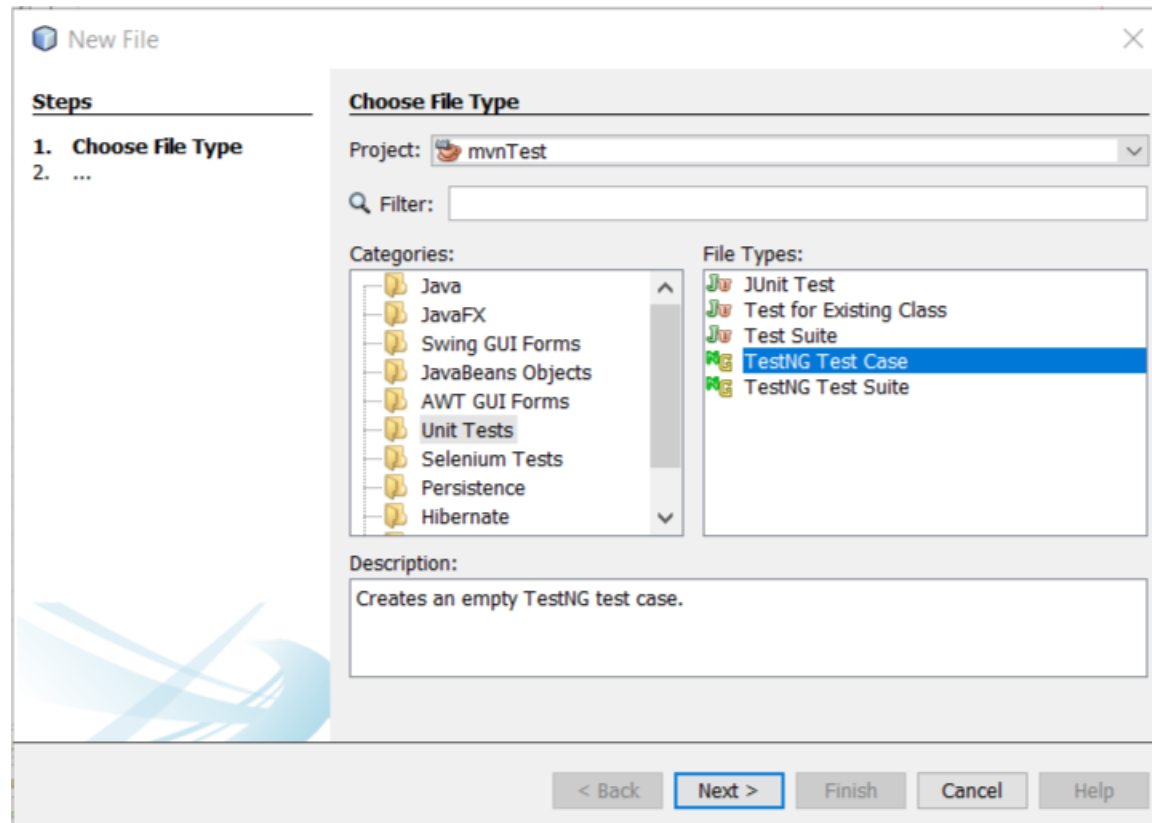 New File
Steps
1. Choose File Type
2. ...
Choose File Type
Project: mvnTest
Filter:
Categories:
Java
JavaFX
Swing GUI Forms
JavaBeans Objects
AWT GUI Forms
Unit Tests
Selenium Tests
Persistence
Hibernate
File Types:
JUnit Test
Test for Existing Class
Test Suite
TestNG Test Case
TestNG Test Suite
Description:
Creates an empty TestNG test case.
< Back Next > Finish Cancel Help